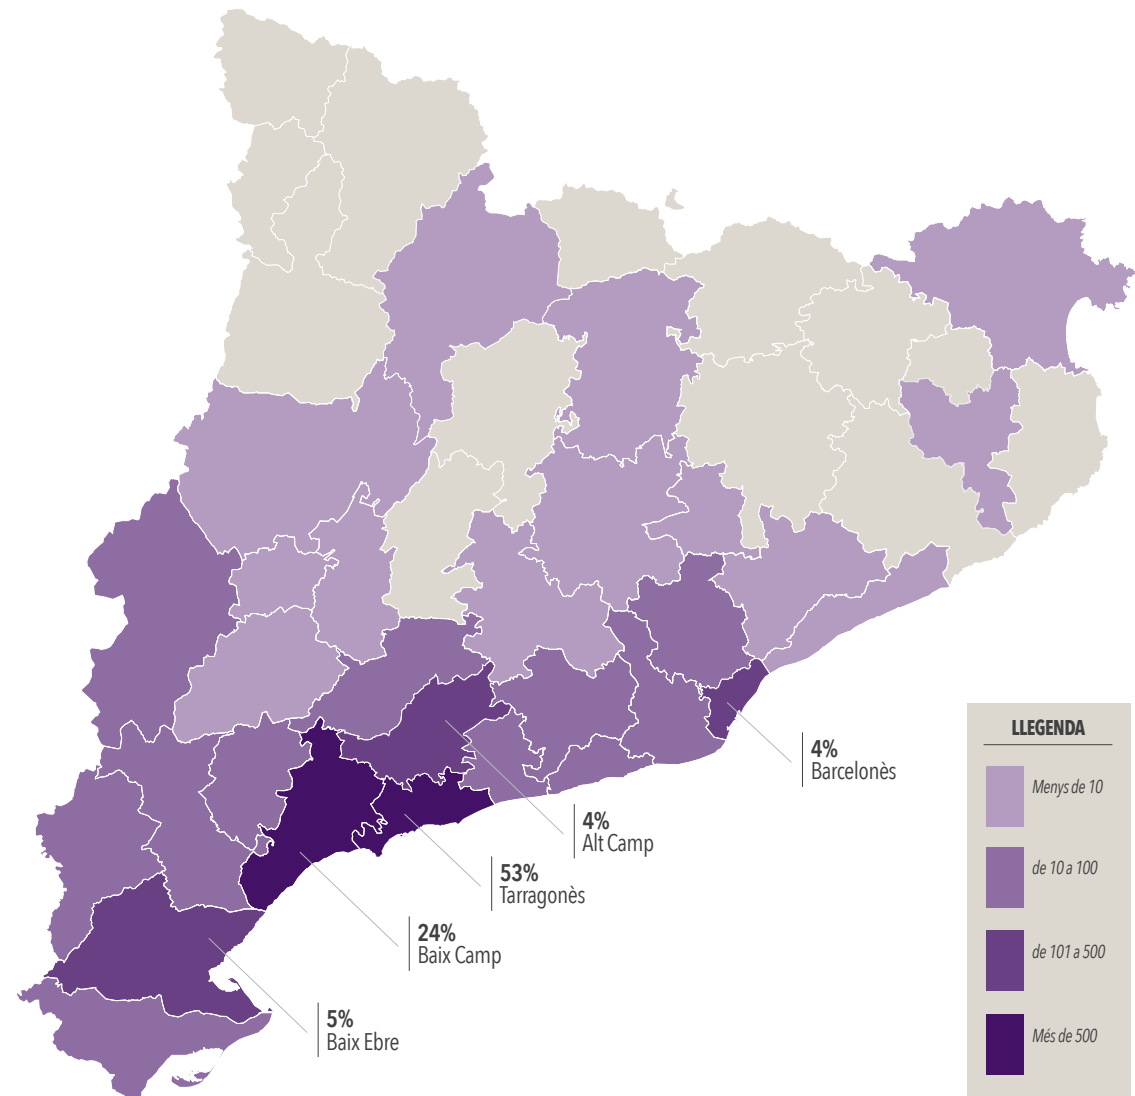 LLEGENDA
Menys de 10
de 10 a 100
de 101 a 500
Més de 500
4%
Barcelonès
4%
Alt Camp
53%
Tarragonès
24%
Baix Camp
5%
Baix Ebre